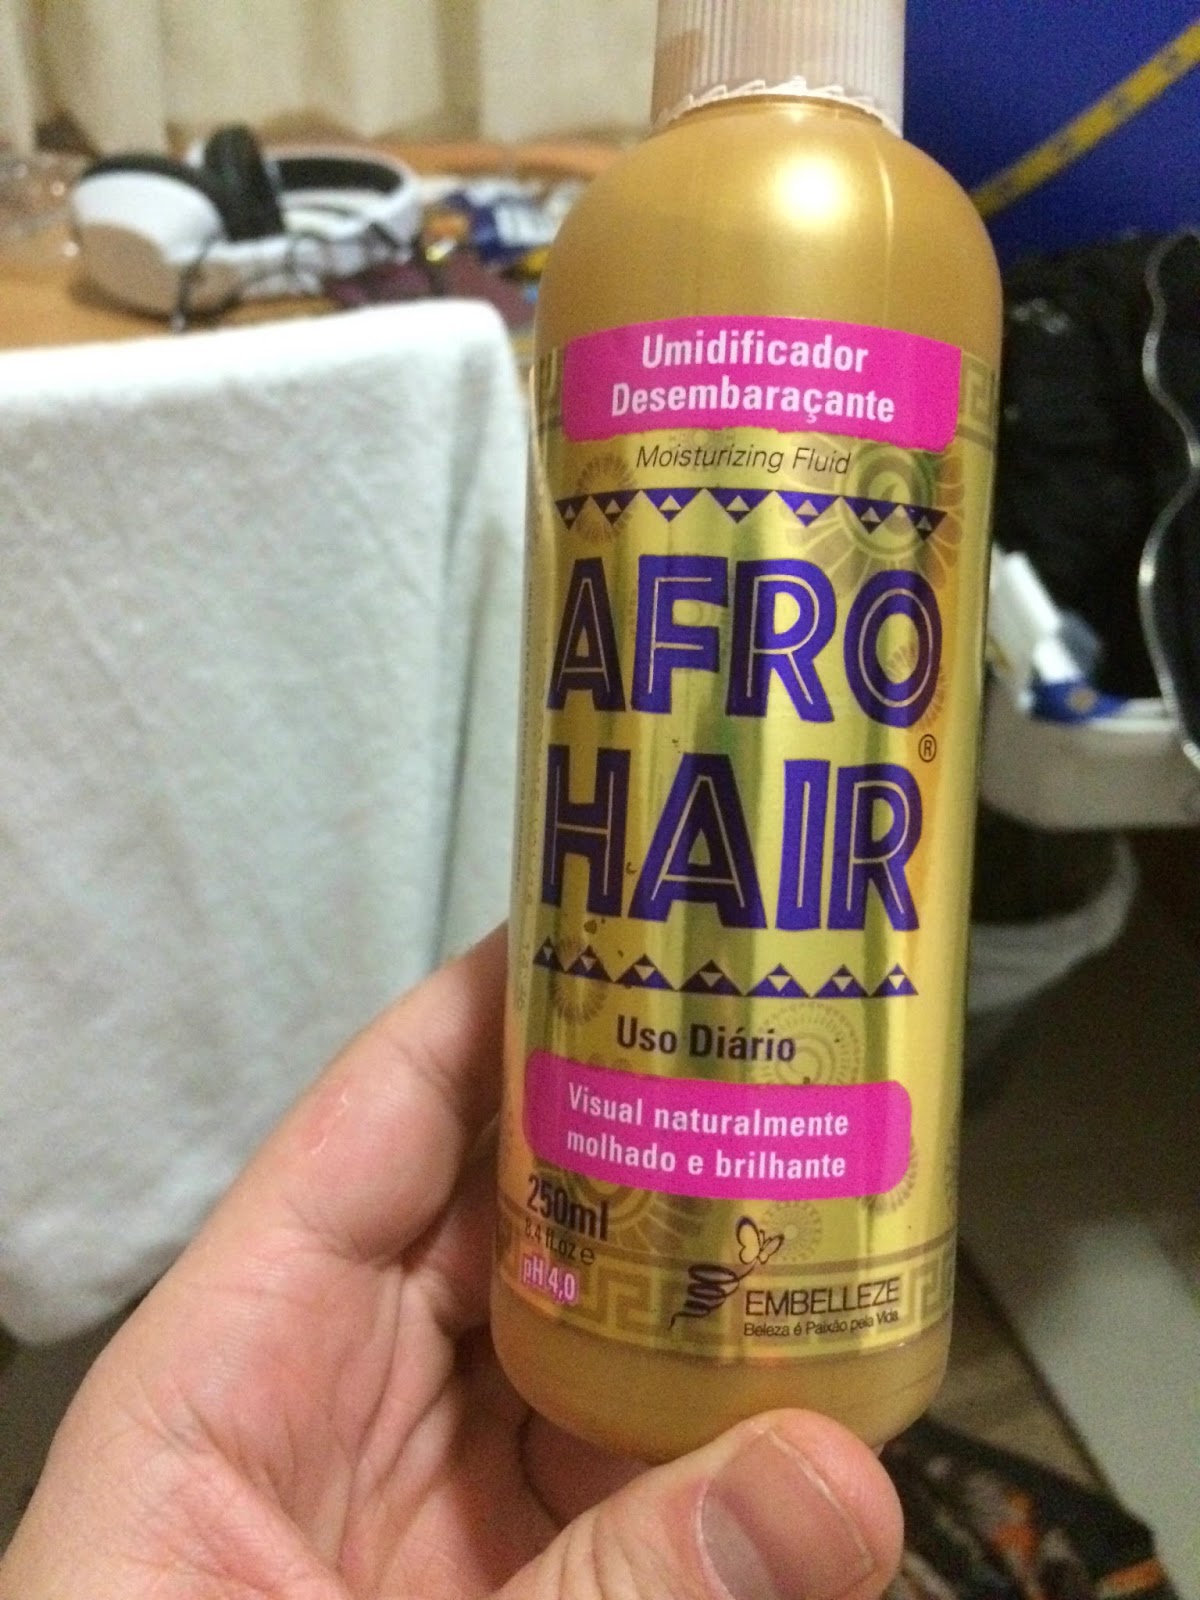 Umidificador
Desembaraçante
Moisturizing Fluid
AFRO
HAIR®
Uso Diário
Visual naturalmente
molhado e brilhante
250ml
8.4 fl.oz e
pH 4,0
EMBELLEZE
Beleza é Paixão pela Vida